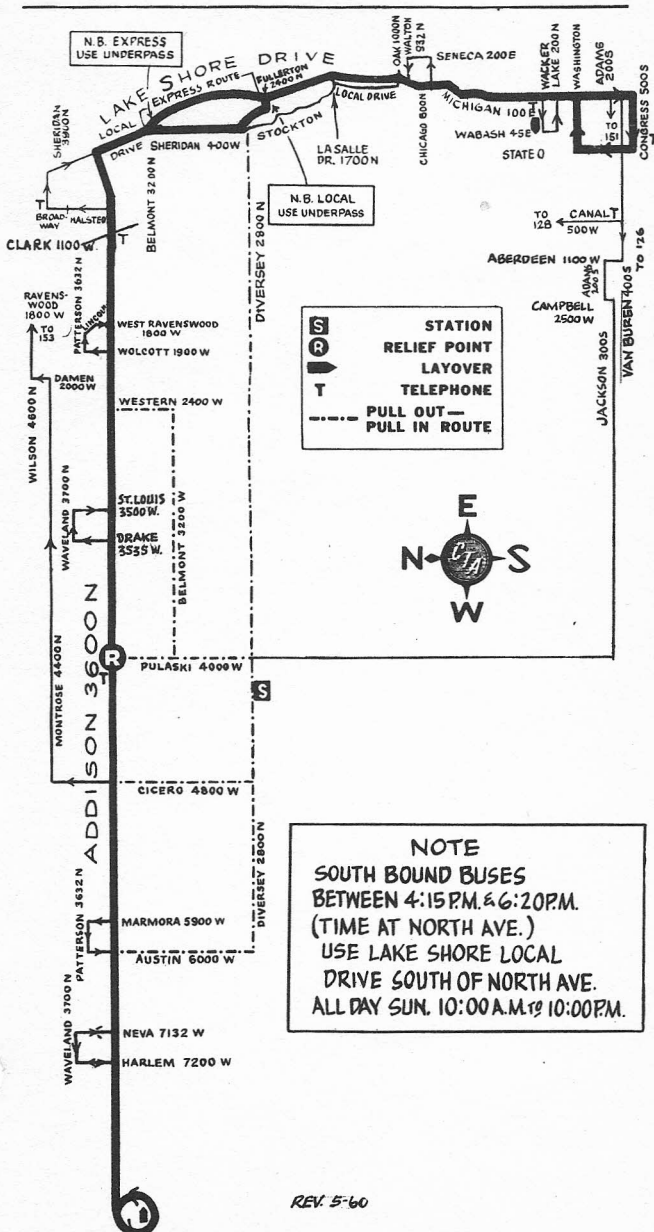 N.B. EXPRESS
USE UNDERPASS
LAKE SHORE DRIVE
LOCAL EXPRESS ROUTE
FULLERTON
2400 N
OAK 1000N
WALTON
932 N
SENECA 200E
WACKER
LAKE 200 N
WASHINGTON
ADAMS
200S
CONGRESS 500S
SHERIDAN
3900N
LOCAL DRIVE
DRIVE SHERIDAN 400W
STOCKTON
LA SALLE
DR. 1700 N
CHICAGO 800N
MICHIGAN 100 E
T
WABASH 45E
STATE 0
TO
151
T
N.B. LOCAL
USE UNDERPASS
T
BROAD-
WAY
HALSTED
BELMONT 3200 N
CLARK 1100 W
T
DIVERSEY 2800 N
TO
128
CANAL T
500W
ABERDEEN 1100 W
ADAMS
200S
CAMPBELL
2500 W
JACKSON 300S
VAN BUREN 400S
TO 126
RAVENS-
WOOD
1800 W
TO
153
PATTERSON 3632 N
LINCOLN
WEST RAVENSWOOD
1800 W
WOLCOTT 1900 W
DAMEN
2000 W
WILSON 4600 N
WESTERN 2400 W
S STATION
R RELIEF POINT
LAYOVER
T TELEPHONE
PULL OUT—
PULL IN ROUTE
WAVELAND 3700 N
ST. LOUIS
3500 W.
DRAKE
3535 W.
BELMONT 3200 W
E
N CTA S
W
ADDISON 3600 N
R
T
PULASKI 4000 W
S
MONTROSE 4400 N
CICERO 4800 W
DIVERSEY 2800 N
PATTERSON 3632 N
MARMORA 5900 W
AUSTIN 6000 W
WAVELAND 3700 N
NEVA 7132 W
HARLEM 7200 W
NOTE
SOUTH BOUND BUSES
BETWEEN 4:15 P.M. & 6:20 P.M.
(TIME AT NORTH AVE.)
USE LAKE SHORE LOCAL
DRIVE SOUTH OF NORTH AVE.
ALL DAY SUN. 10:00 A.M. TO 10:00 P.M.
REV. 5-60